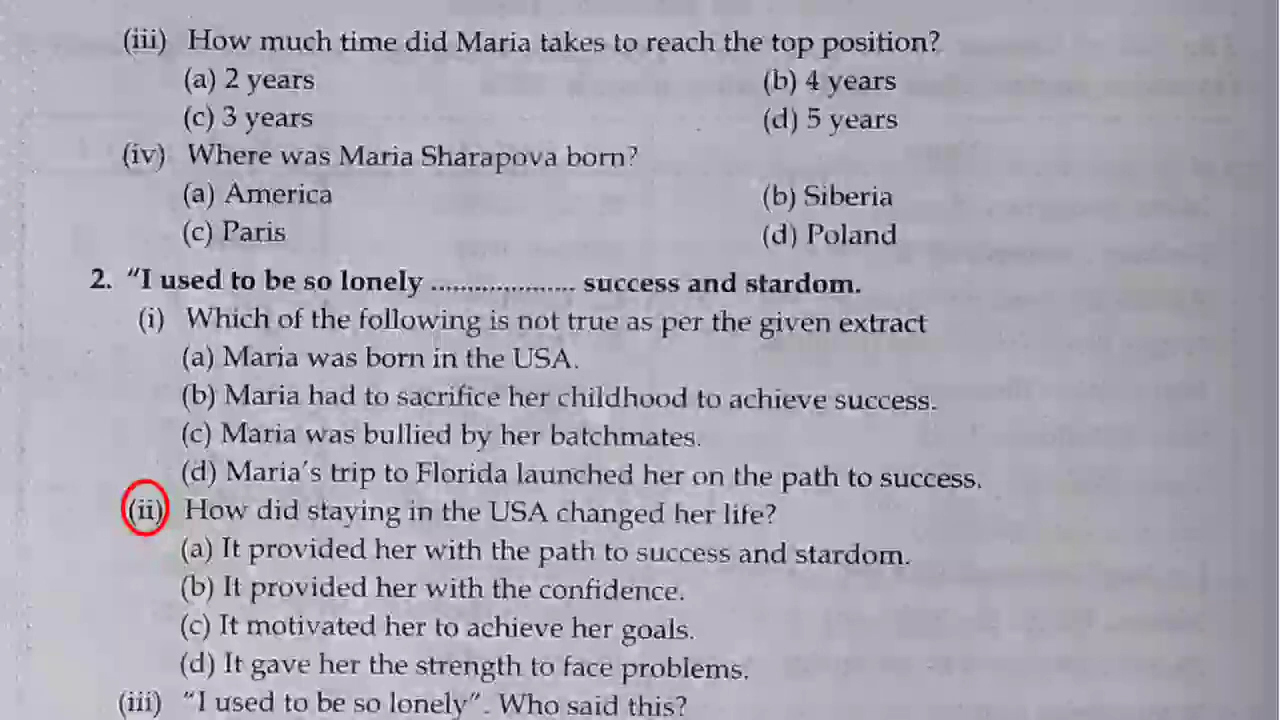 (iii) How much time did Maria takes to reach the top position?
(a) 2 years (b) 4 years
(c) 3 years (d) 5 years
(iv) Where was Maria Sharapova born?
(a) America (b) Siberia
(c) Paris (d) Poland
2. “I used to be so lonely .................... success and stardom.
(i) Which of the following is not true as per the given extract
(a) Maria was born in the USA.
(b) Maria had to sacrifice her childhood to achieve success.
(c) Maria was bullied by her batchmates.
(d) Maria’s trip to Florida launched her on the path to success.
(ii) How did staying in the USA changed her life?
(a) It provided her with the path to success and stardom.
(b) It provided her with the confidence.
(c) It motivated her to achieve her goals.
(d) It gave her the strength to face problems.
(iii) “I used to be so lonely”. Who said this?